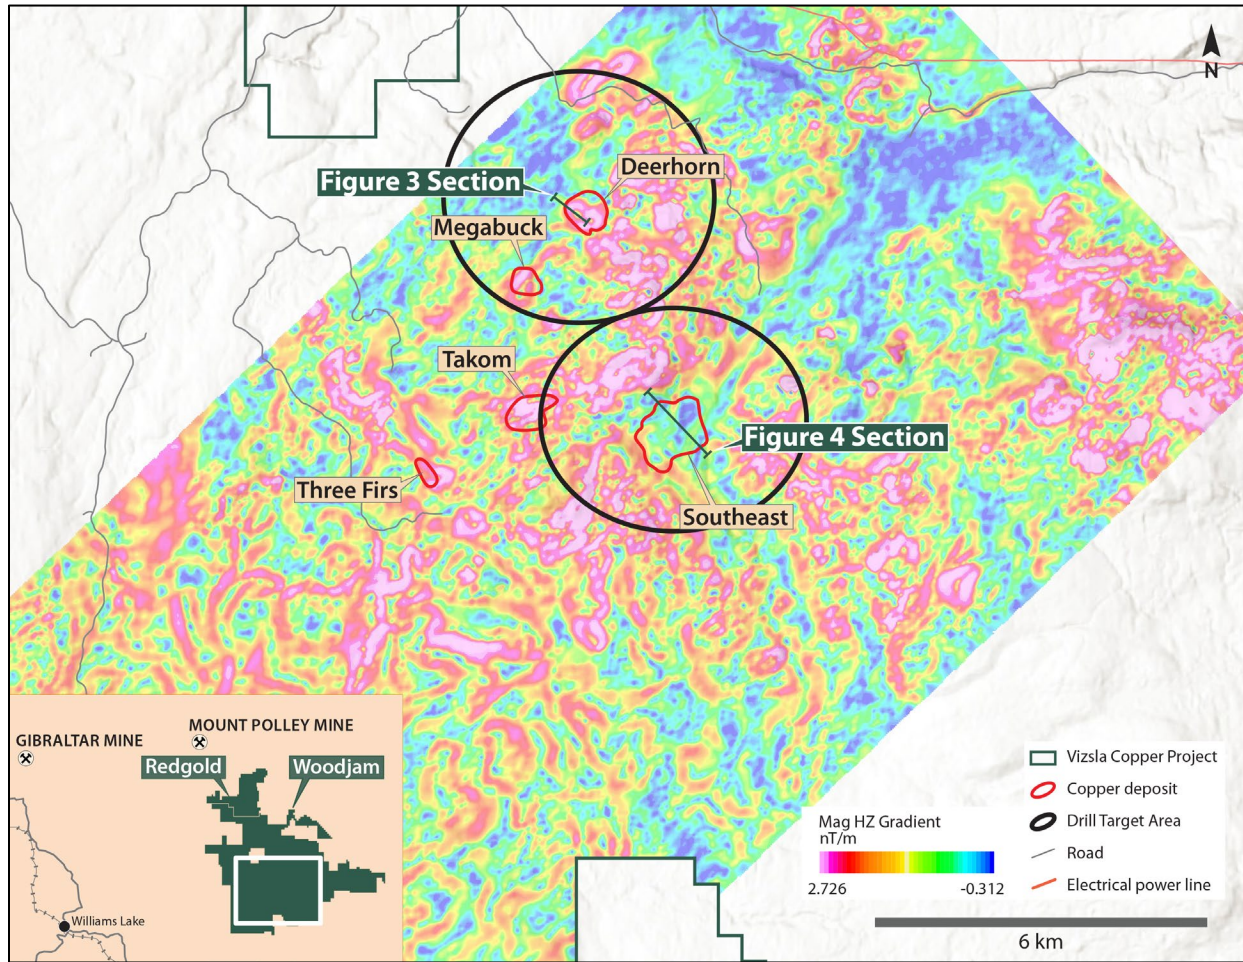 N
Deerhorn
Figure 3 Section
Megabuck
Takom
Figure 4 Section
Three Firs
Southeast
MOUNT POLLEY MINE
GIBRALTAR MINE
Redgold
Woodjam
Williams Lake
Mag HZ Gradient
nT/m
2.726
-0.312
Vizsla Copper Project
Copper deposit
Drill Target Area
Road
Electrical power line
6 km